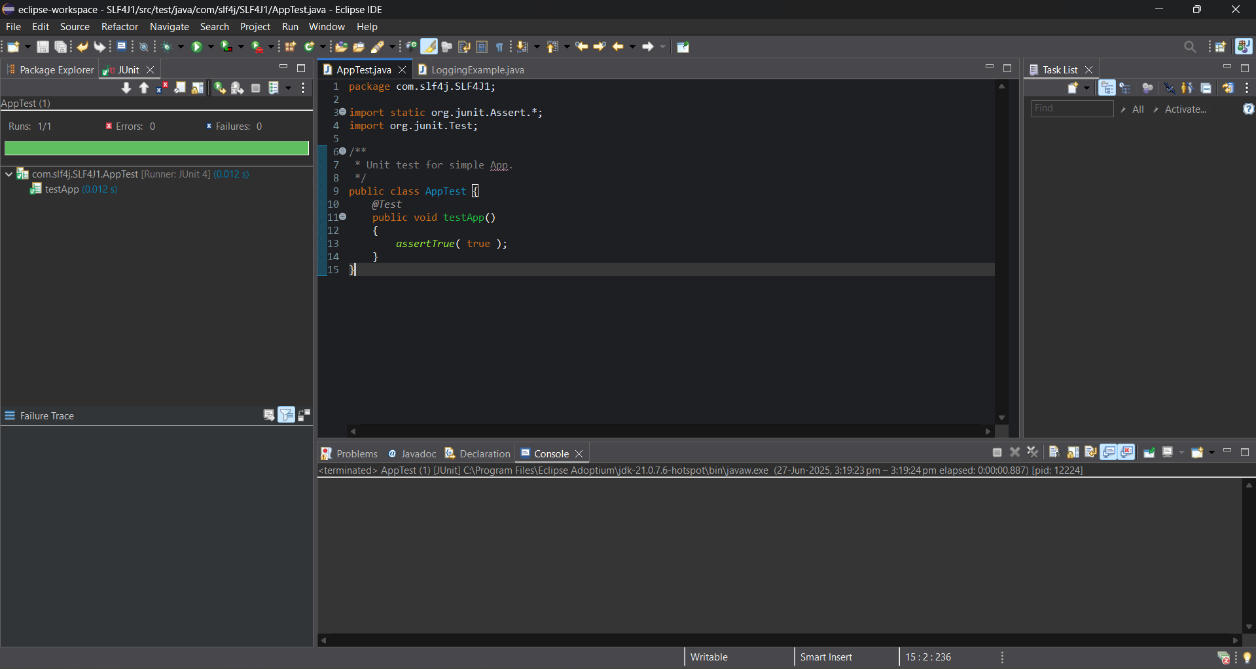 eclipse-workspace - SLF4J1/src/test/java/com/slf4j/SLF4J1/AppTest.java - Eclipse IDE
File Edit Source Refactor Navigate Search Project Run Window Help
Package Explorer JUnit
AppTest (1)
Runs: 1/1 Errors: 0 Failures: 0
com.slf4j.SLF4J1.AppTest [Runner: JUnit 4] (0.012 s)
testApp (0.012 s)
Failure Trace
AppTest.java LoggingExample.java
1 package com.slf4j.SLF4J1;
2
3 import static org.junit.Assert.*;
4 import org.junit.Test;
5
6 /**
7 * Unit test for simple App.
8 */
9 public class AppTest {
10 @Test
11 public void testApp()
12 {
13 assertTrue( true );
14 }
15 }
Task List
Find All Activate...
Problems Javadoc Declaration Console
<terminated> AppTest (1) [JUnit] C:\Program Files\Eclipse Adoptium\jdk-21.0.7.6-hotspot\bin\javaw.exe (27-Jun-2025, 3:19:23 pm – 3:19:24 pm elapsed: 0:00:00.887) [pid: 12224]
Writable Smart Insert 15 : 2 : 236